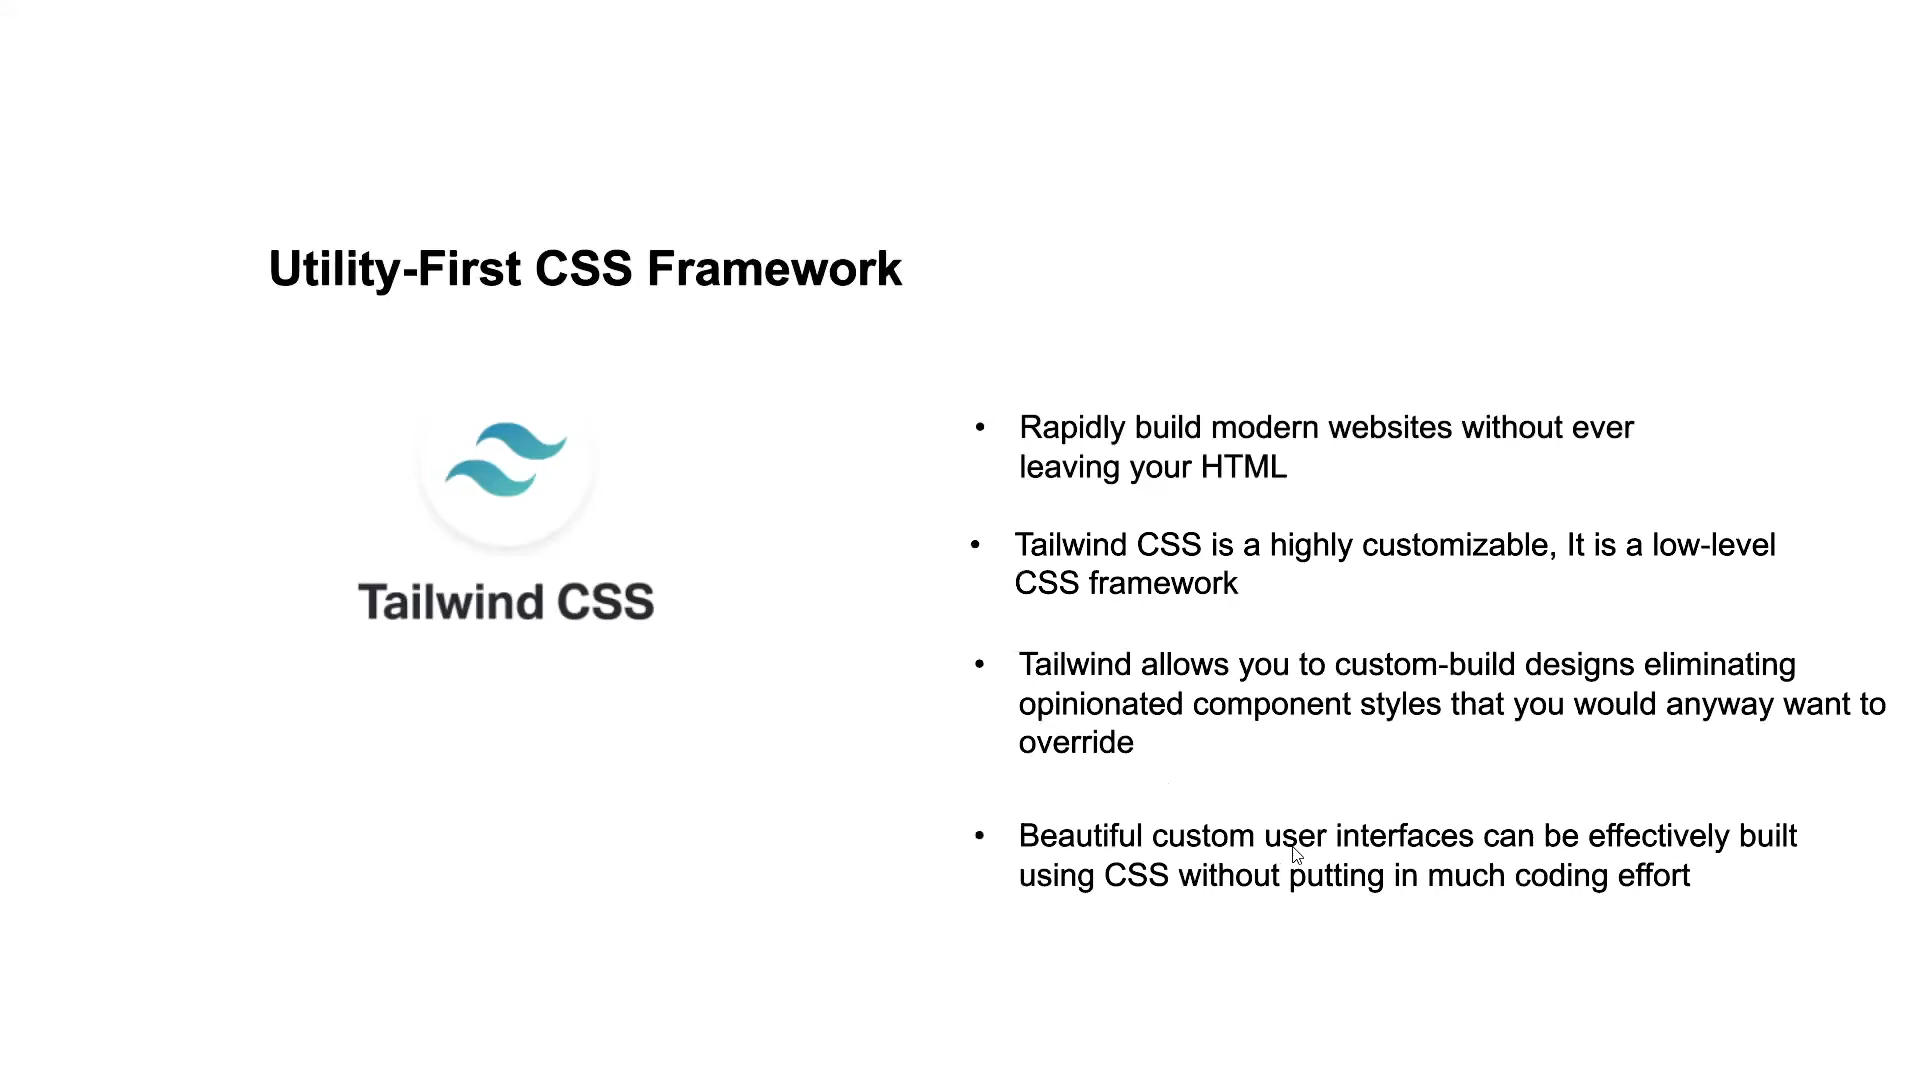 Utility-First CSS Framework
Tailwind CSS
• Rapidly build modern websites without ever
leaving your HTML
• Tailwind CSS is a highly customizable, It is a low-level
CSS framework
• Tailwind allows you to custom-build designs eliminating
opinionated component styles that you would anyway want to
override
• Beautiful custom user interfaces can be effectively built
using CSS without putting in much coding effort